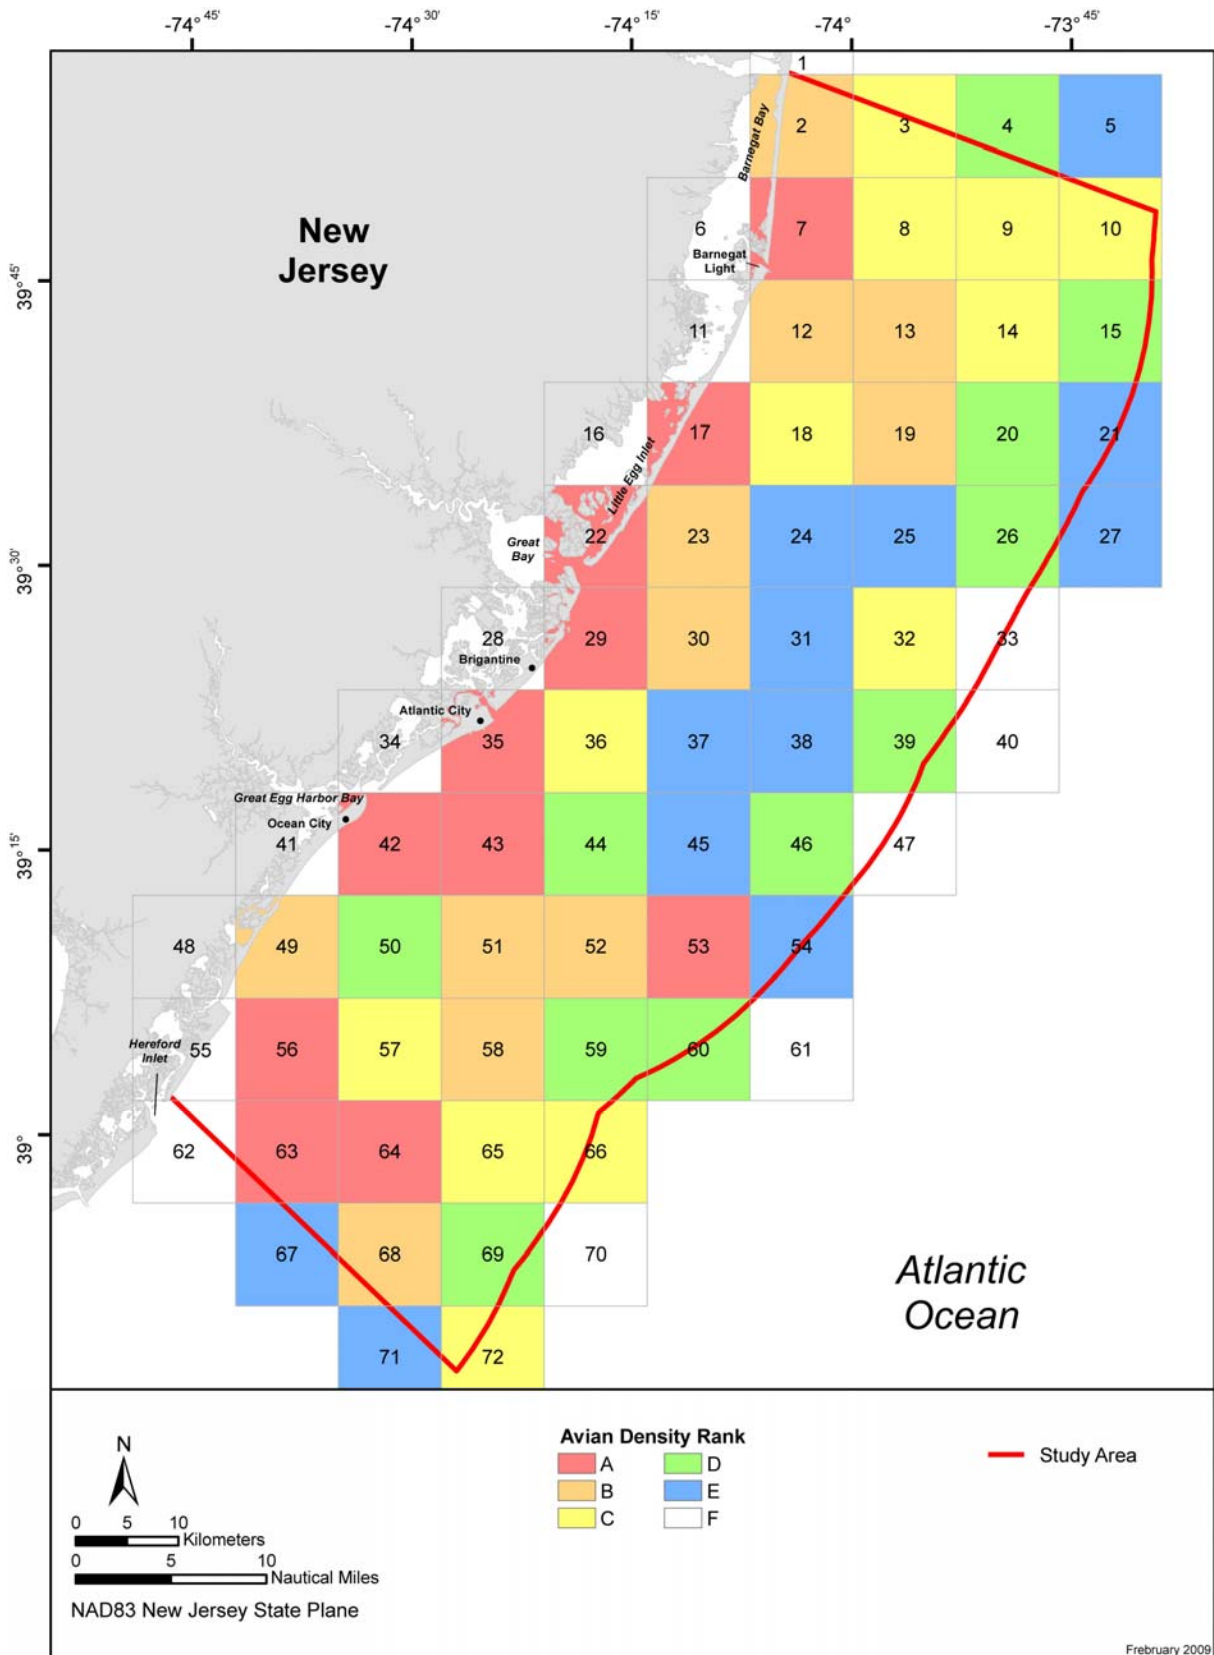 -74°45'
-74°30'
-74°15'
-74°
-73°45'
1
2
3
4
5
Barnegat Bay
New
Jersey
6
7
8
9
10
Barnegat
Light
39°45'
11
12
13
14
15
16
17
18
19
20
21
Little Egg Inlet
Great
Bay
22
23
24
25
26
27
39°30'
28
29
30
31
32
33
Brigantine
Atlantic City
34
35
36
37
38
39
40
Great Egg Harbor Bay
Ocean City
41
42
43
44
45
46
47
39°15'
48
49
50
51
52
53
54
Hereford
Inlet
55
56
57
58
59
60
61
39°
62
63
64
65
66
67
68
69
70
Atlantic
Ocean
71
72
N
0 5 10
Kilometers
0 5 10
Nautical Miles
NAD83 New Jersey State Plane
Avian Density Rank
A
B
C
D
E
F
Study Area
Frebruary 2009